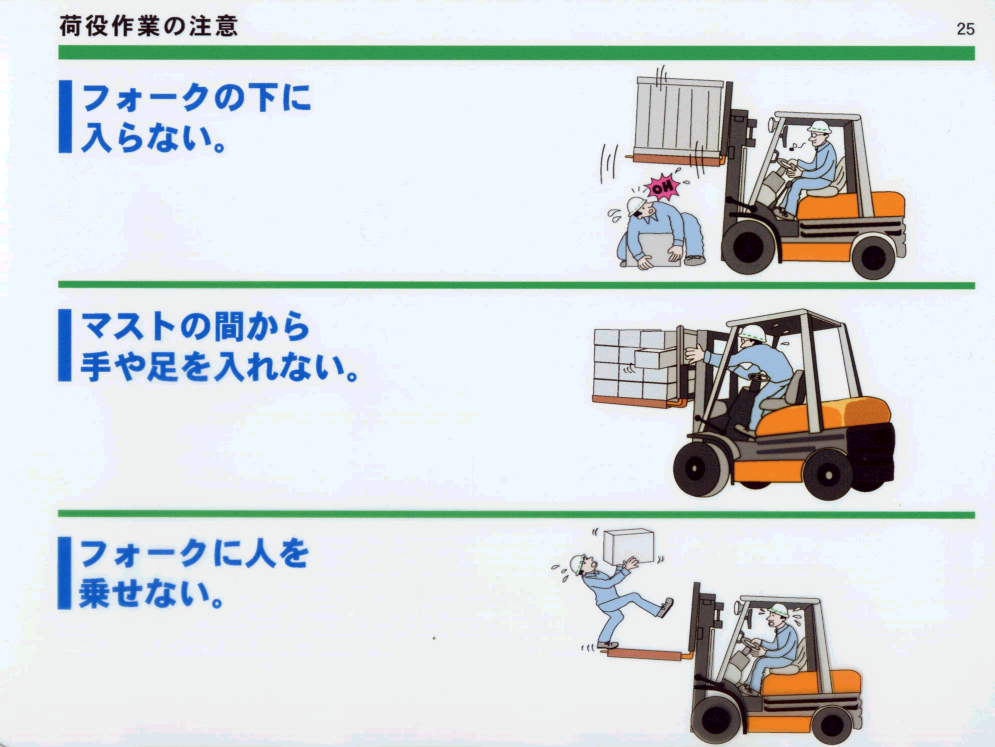 荷役作業の注意
25
フォークの下に
入らない。
OH
マストの間から
手や足を入れない。
フォークに人を
乗せない。